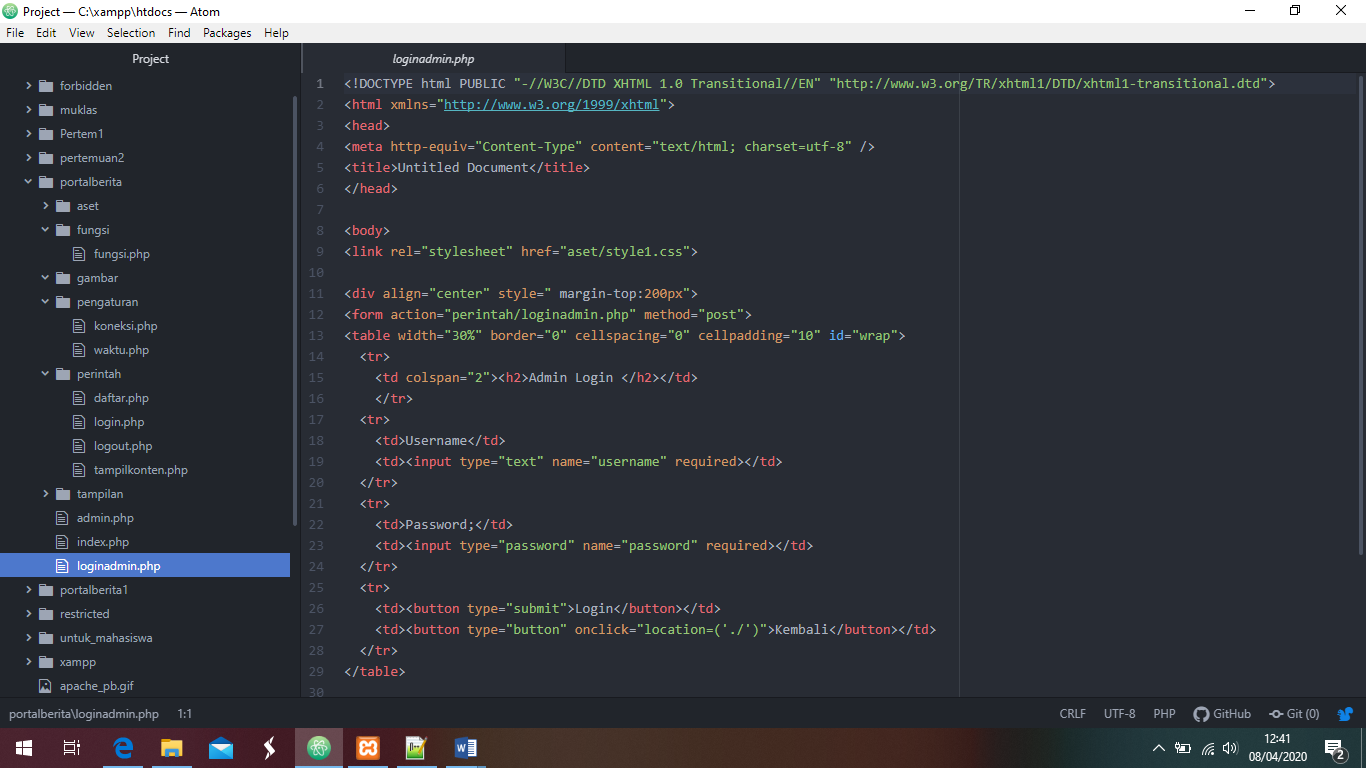 Project — C:\xampp\htdocs — Atom
File Edit View Selection Find Packages Help
Project
forbidden
muklas
Pertem1
pertemuan2
portalberita
aset
fungsi
fungsi.php
gambar
pengaturan
koneksi.php
waktu.php
perintah
daftar.php
login.php
logout.php
tampilkonten.php
tampilan
admin.php
index.php
loginadmin.php
portalberita1
restricted
untuk_mahasiswa
xampp
apache_pb.gif
loginadmin.php
1 <!DOCTYPE html PUBLIC "-//W3C//DTD XHTML 1.0 Transitional//EN" "http://www.w3.org/TR/xhtml1/DTD/xhtml1-transitional.dtd">
2 <html xmlns="http://www.w3.org/1999/xhtml">
3 <head>
4 <meta http-equiv="Content-Type" content="text/html; charset=utf-8" />
5 <title>Untitled Document</title>
6 </head>
7
8 <body>
9 <link rel="stylesheet" href="aset/style1.css">
10
11 <div align="center" style=" margin-top:200px">
12 <form action="perintah/loginadmin.php" method="post">
13 <table width="30%" border="0" cellspacing="0" cellpadding="10" id="wrap">
14 <tr>
15 <td colspan="2"><h2>Admin Login </h2></td>
16 </tr>
17 <tr>
18 <td>Username</td>
19 <td><input type="text" name="username" required></td>
20 </tr>
21 <tr>
22 <td>Password;</td>
23 <td><input type="password" name="password" required></td>
24 </tr>
25 <tr>
26 <td><button type="submit">Login</button></td>
27 <td><button type="button" onclick="location=('./')">Kembali</button></td>
28 </tr>
29 </table>
30
portalberita\loginadmin.php 1:1 CRLF UTF-8 PHP GitHub Git (0)
12:41
08/04/2020
2